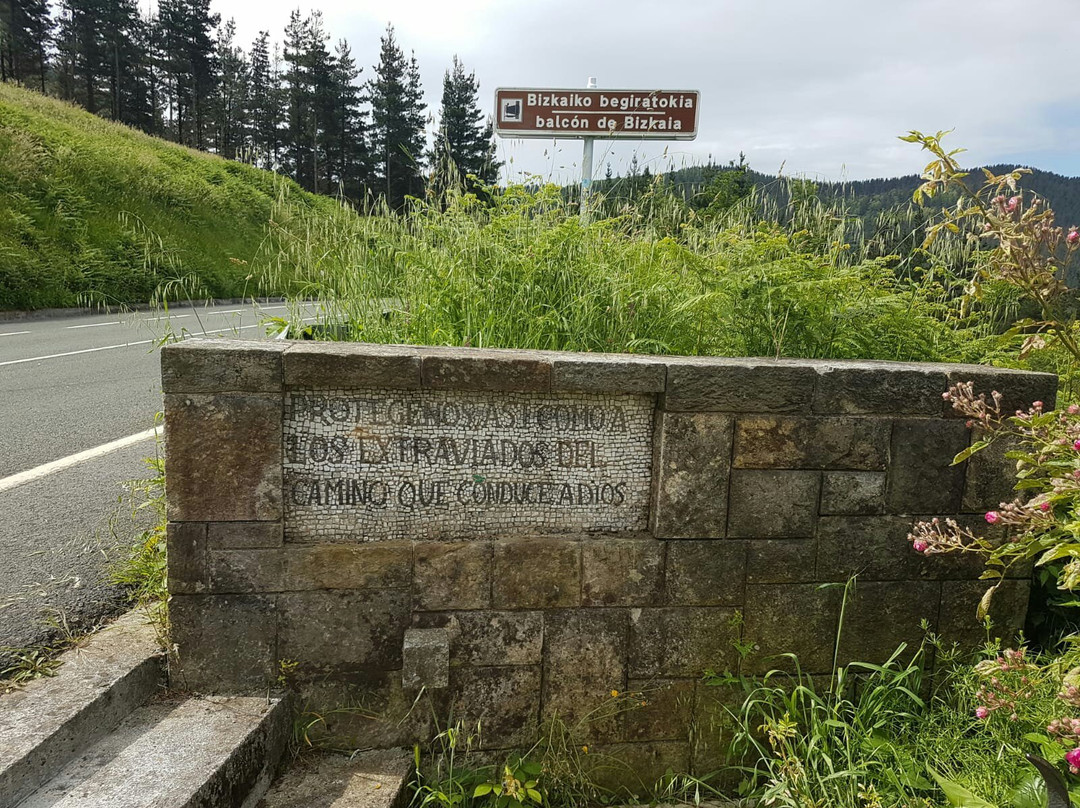 Bizkaiko begiratokia
balcón de Bizkaia
PROTEGENOS ASI COMO A
LOS EXTRAVIADOS DEL
CAMINO QUE CONDUCE A DIOS